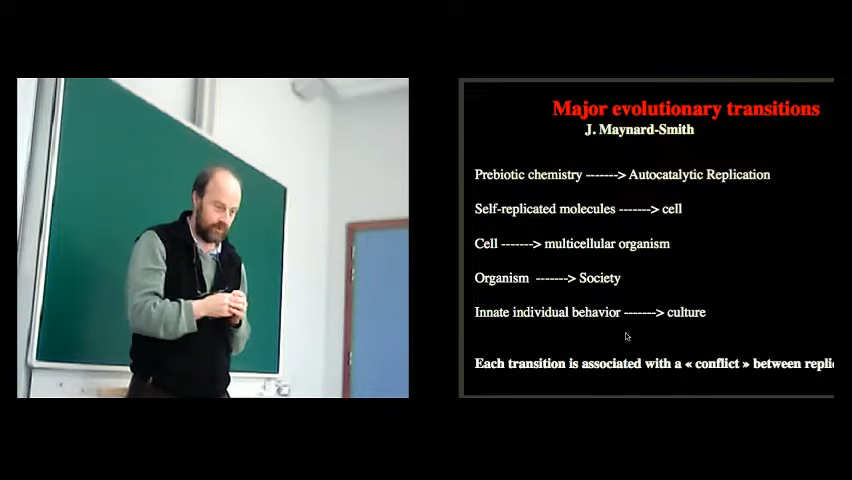 Major evolutionary transitions
J. Maynard-Smith
Prebiotic chemistry -------> Autocatalytic Replication
Self-replicated molecules -------> cell
Cell -------> multicellular organism
Organism -------> Society
Innate individual behavior -------> culture
Each transition is associated with a « conflict » between